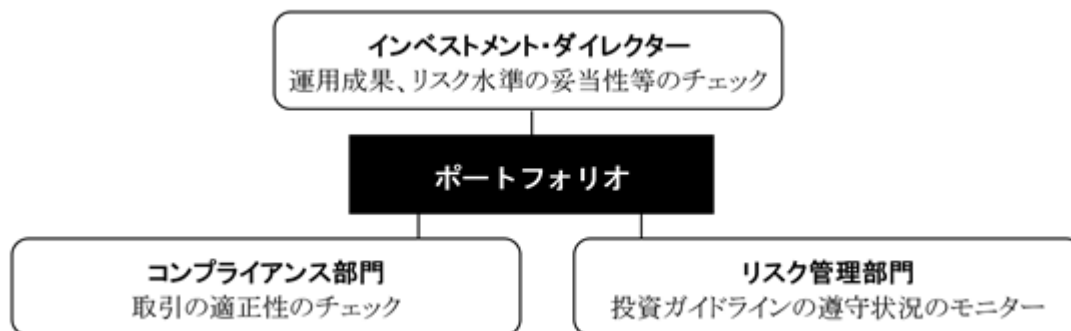 インベストメント・ダイレクター
運用成果、リスク水準の妥当性等のチェック
ポートフォリオ
コンプライアンス部門
取引の適正性のチェック
リスク管理部門
投資ガイドラインの遵守状況のモニター